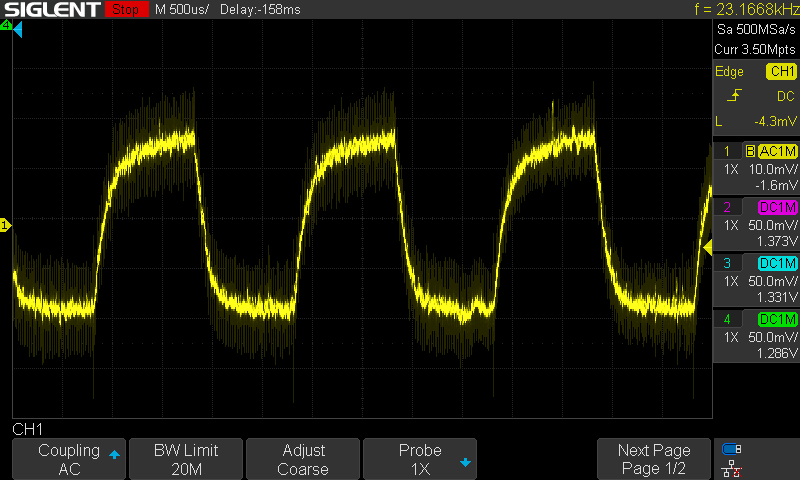 SIGLENT Stop M 500us/ Delay:-158ms f = 23.1668kHz
Sa 500MSa/s
Curr 3.50Mpts
4
Edge CH1
DC
L -4.3mV
1 B AC1M
1X 10.0mV/
-1.6mV
2 DC1M
1X 50.0mV/
1.373V
1
3 DC1M
1X 50.0mV/
1.331V
4 DC1M
1X 50.0mV/
1.286V
CH1
Coupling BW Limit Adjust Probe Next Page
AC 20M Coarse 1X Page 1/2